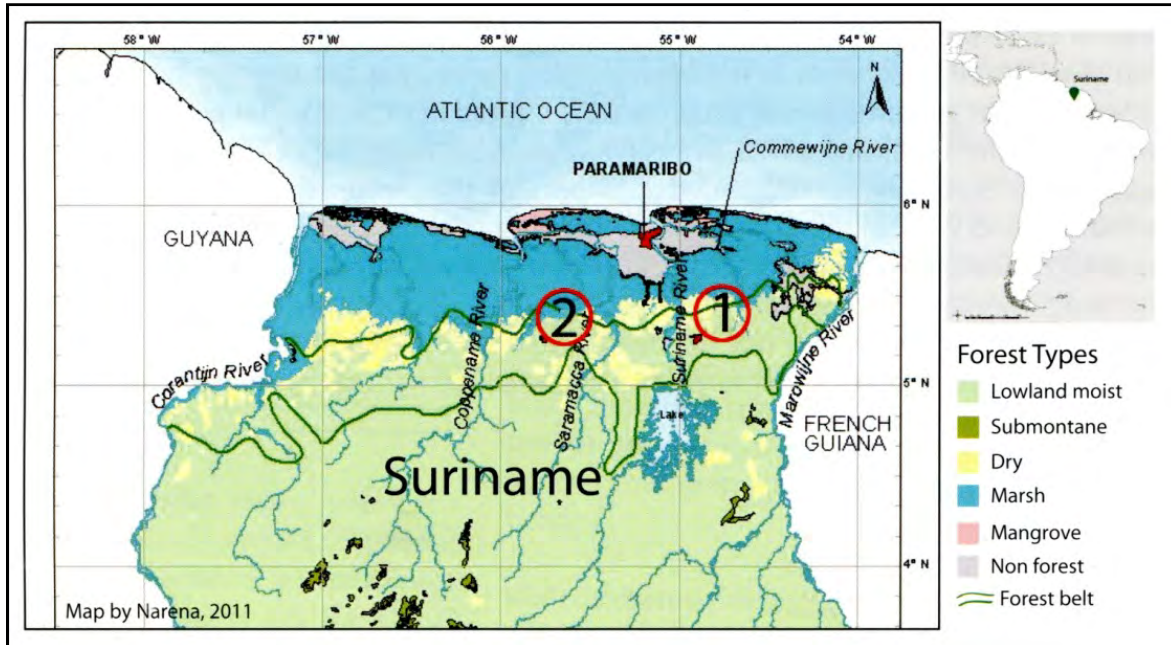 58° W
57° W
56° W
55° W
54° W
N
ATLANTIC OCEAN
Commewijne River
PARAMARIBO
6° N
GUYANA
Suriname River
2
1
Coppename River
Saramacca River
Marowijne River
Corantijn River
5° N
Lake
FRENCH
GUIANA
Suriname
4° N
Map by Narena, 2011
Suriname
Forest Types
Lowland moist
Submontane
Dry
Marsh
Mangrove
Non forest
Forest belt